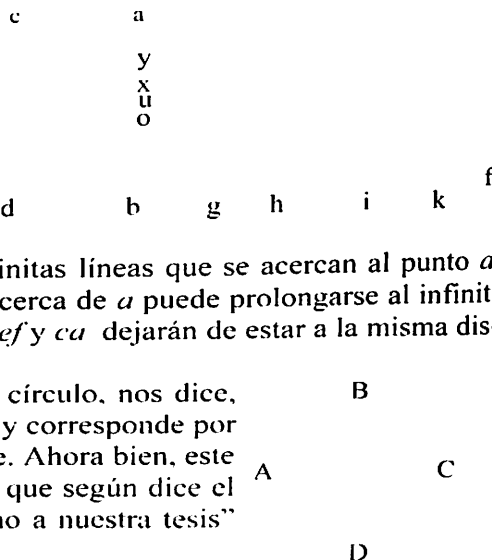 c a
y
x
u
o
f
d b g h i k
initas líneas que se acercan al punto a
cerca de a puede prolongarse al infinit
ef y ca dejarán de estar a la misma dis-
círculo, nos dice,
y corresponde por
e. Ahora bien, este
que según dice el
no a nuestra tesis”
B
A C
D